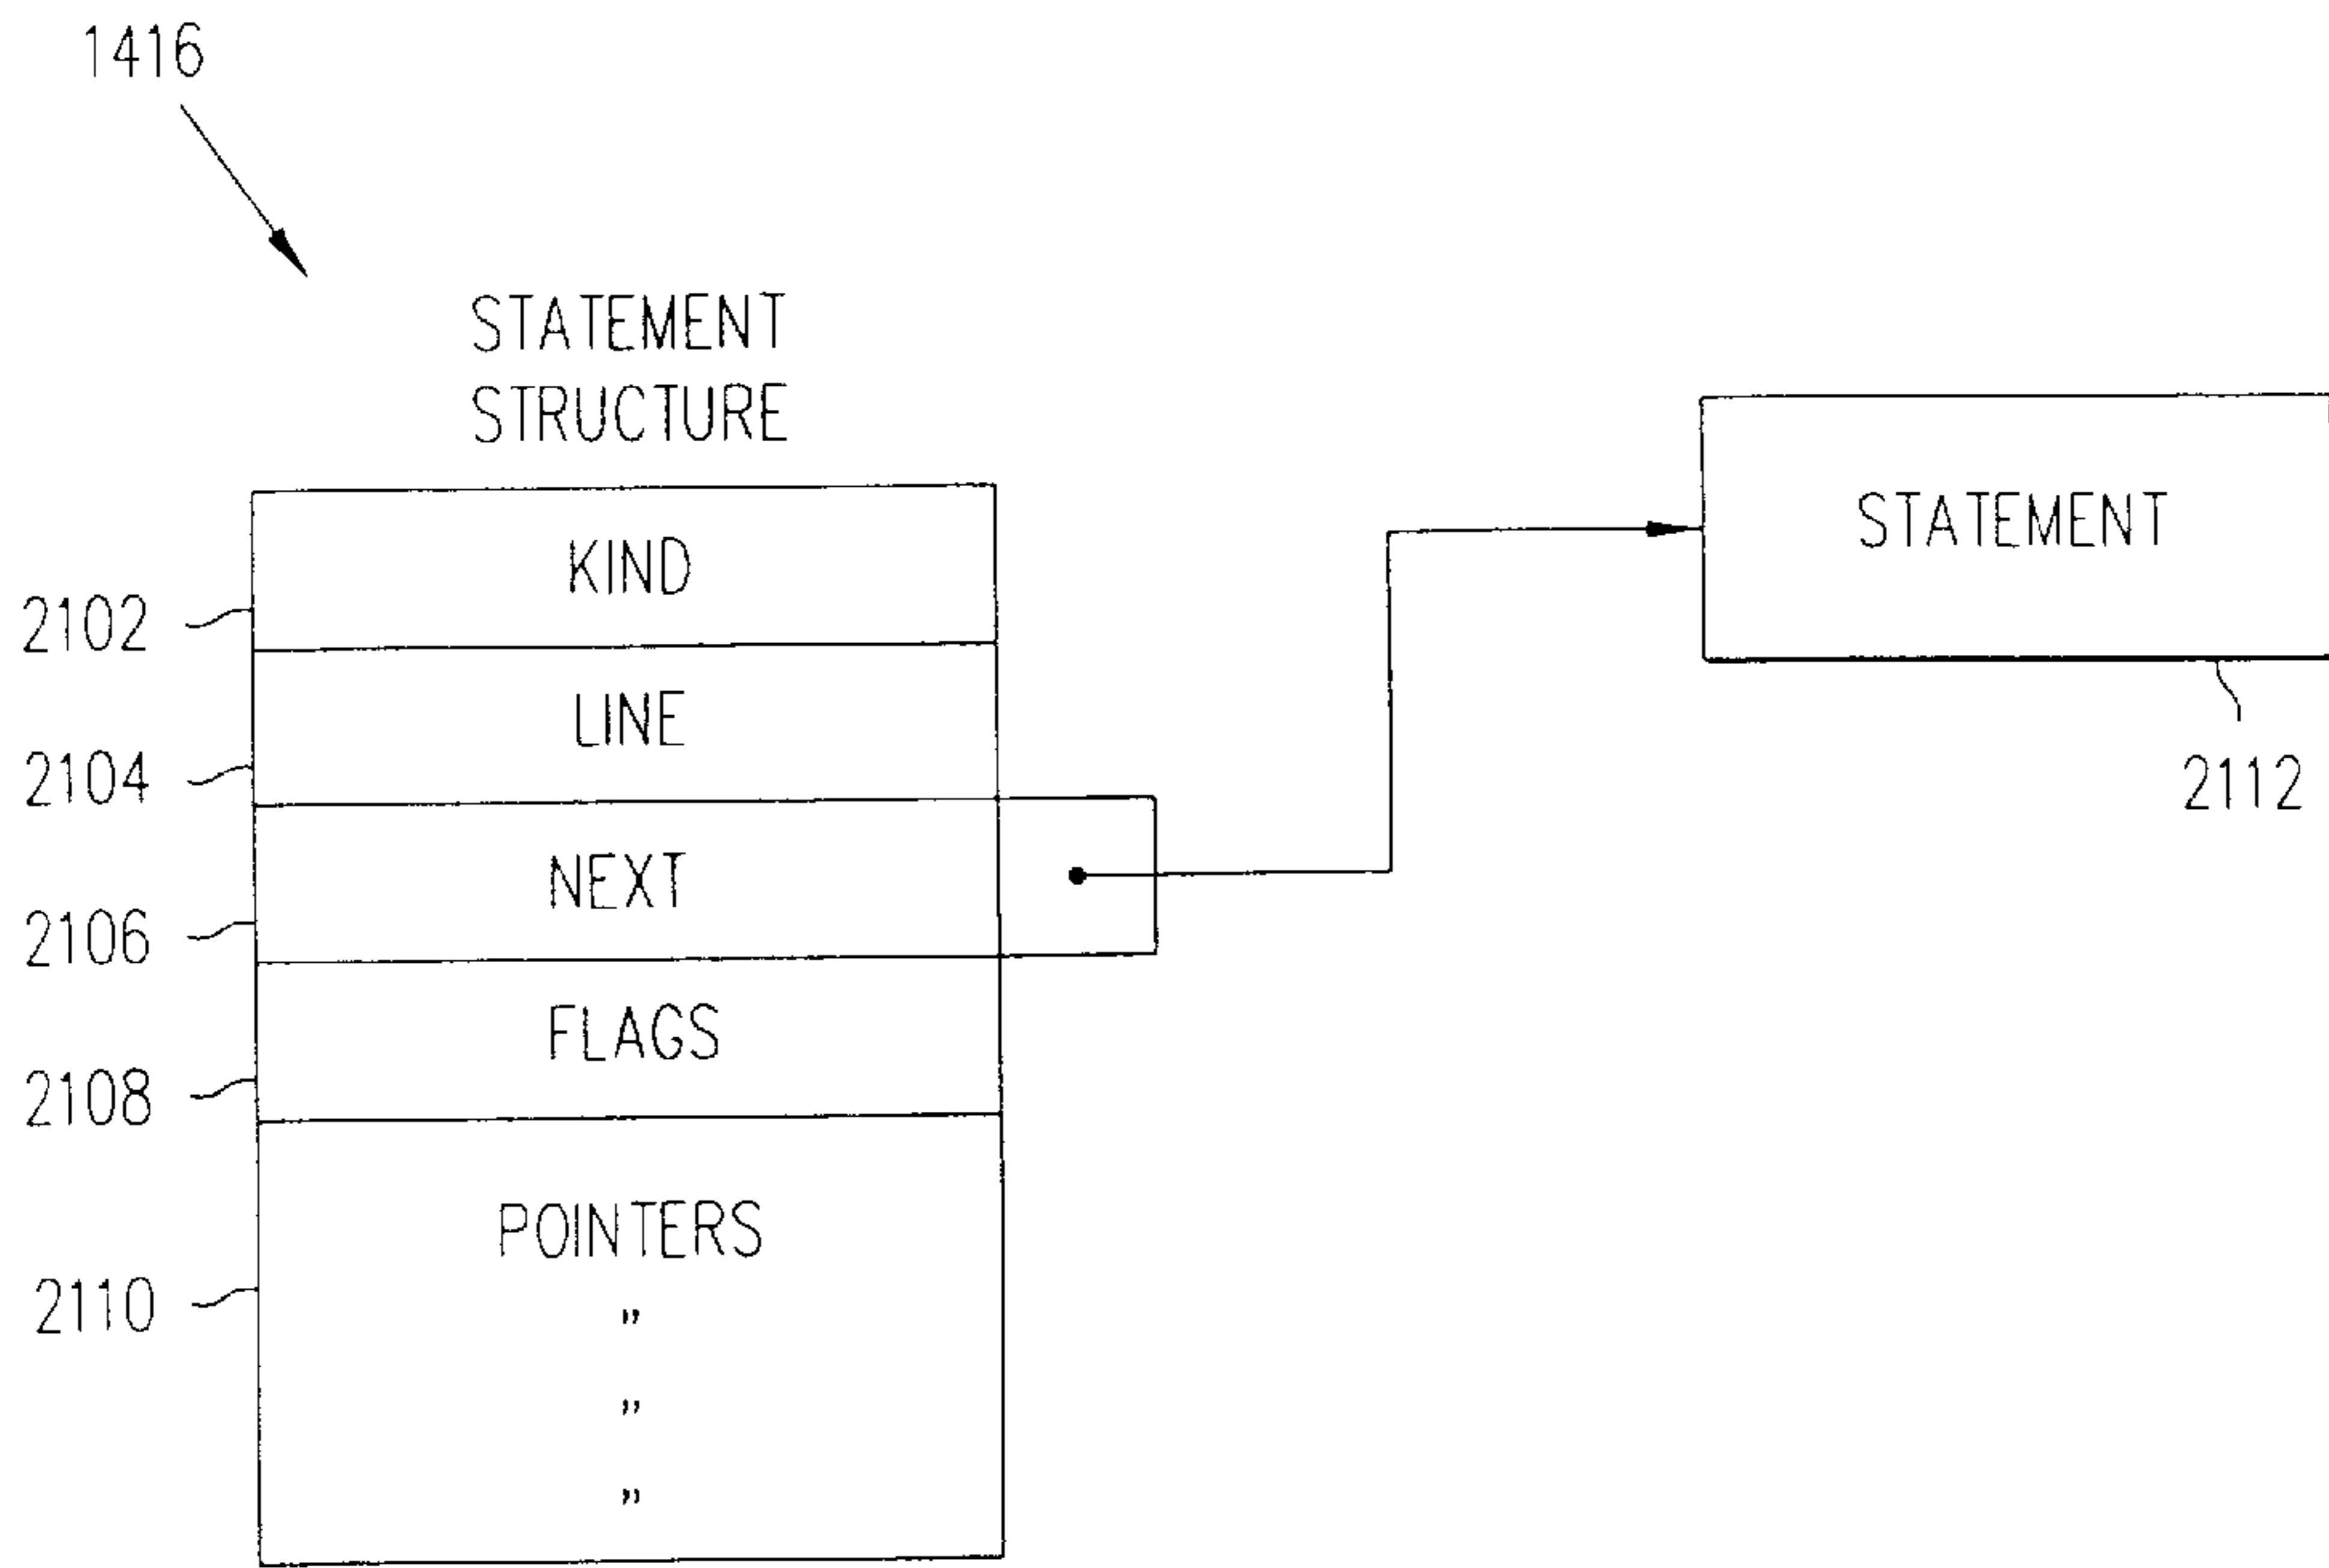 1416
STATEMENT
STRUCTURE
KIND
2102
LINE
2104
NEXT
2106
FLAGS
2108
POINTERS
2110
"
"
"
STATEMENT
2112